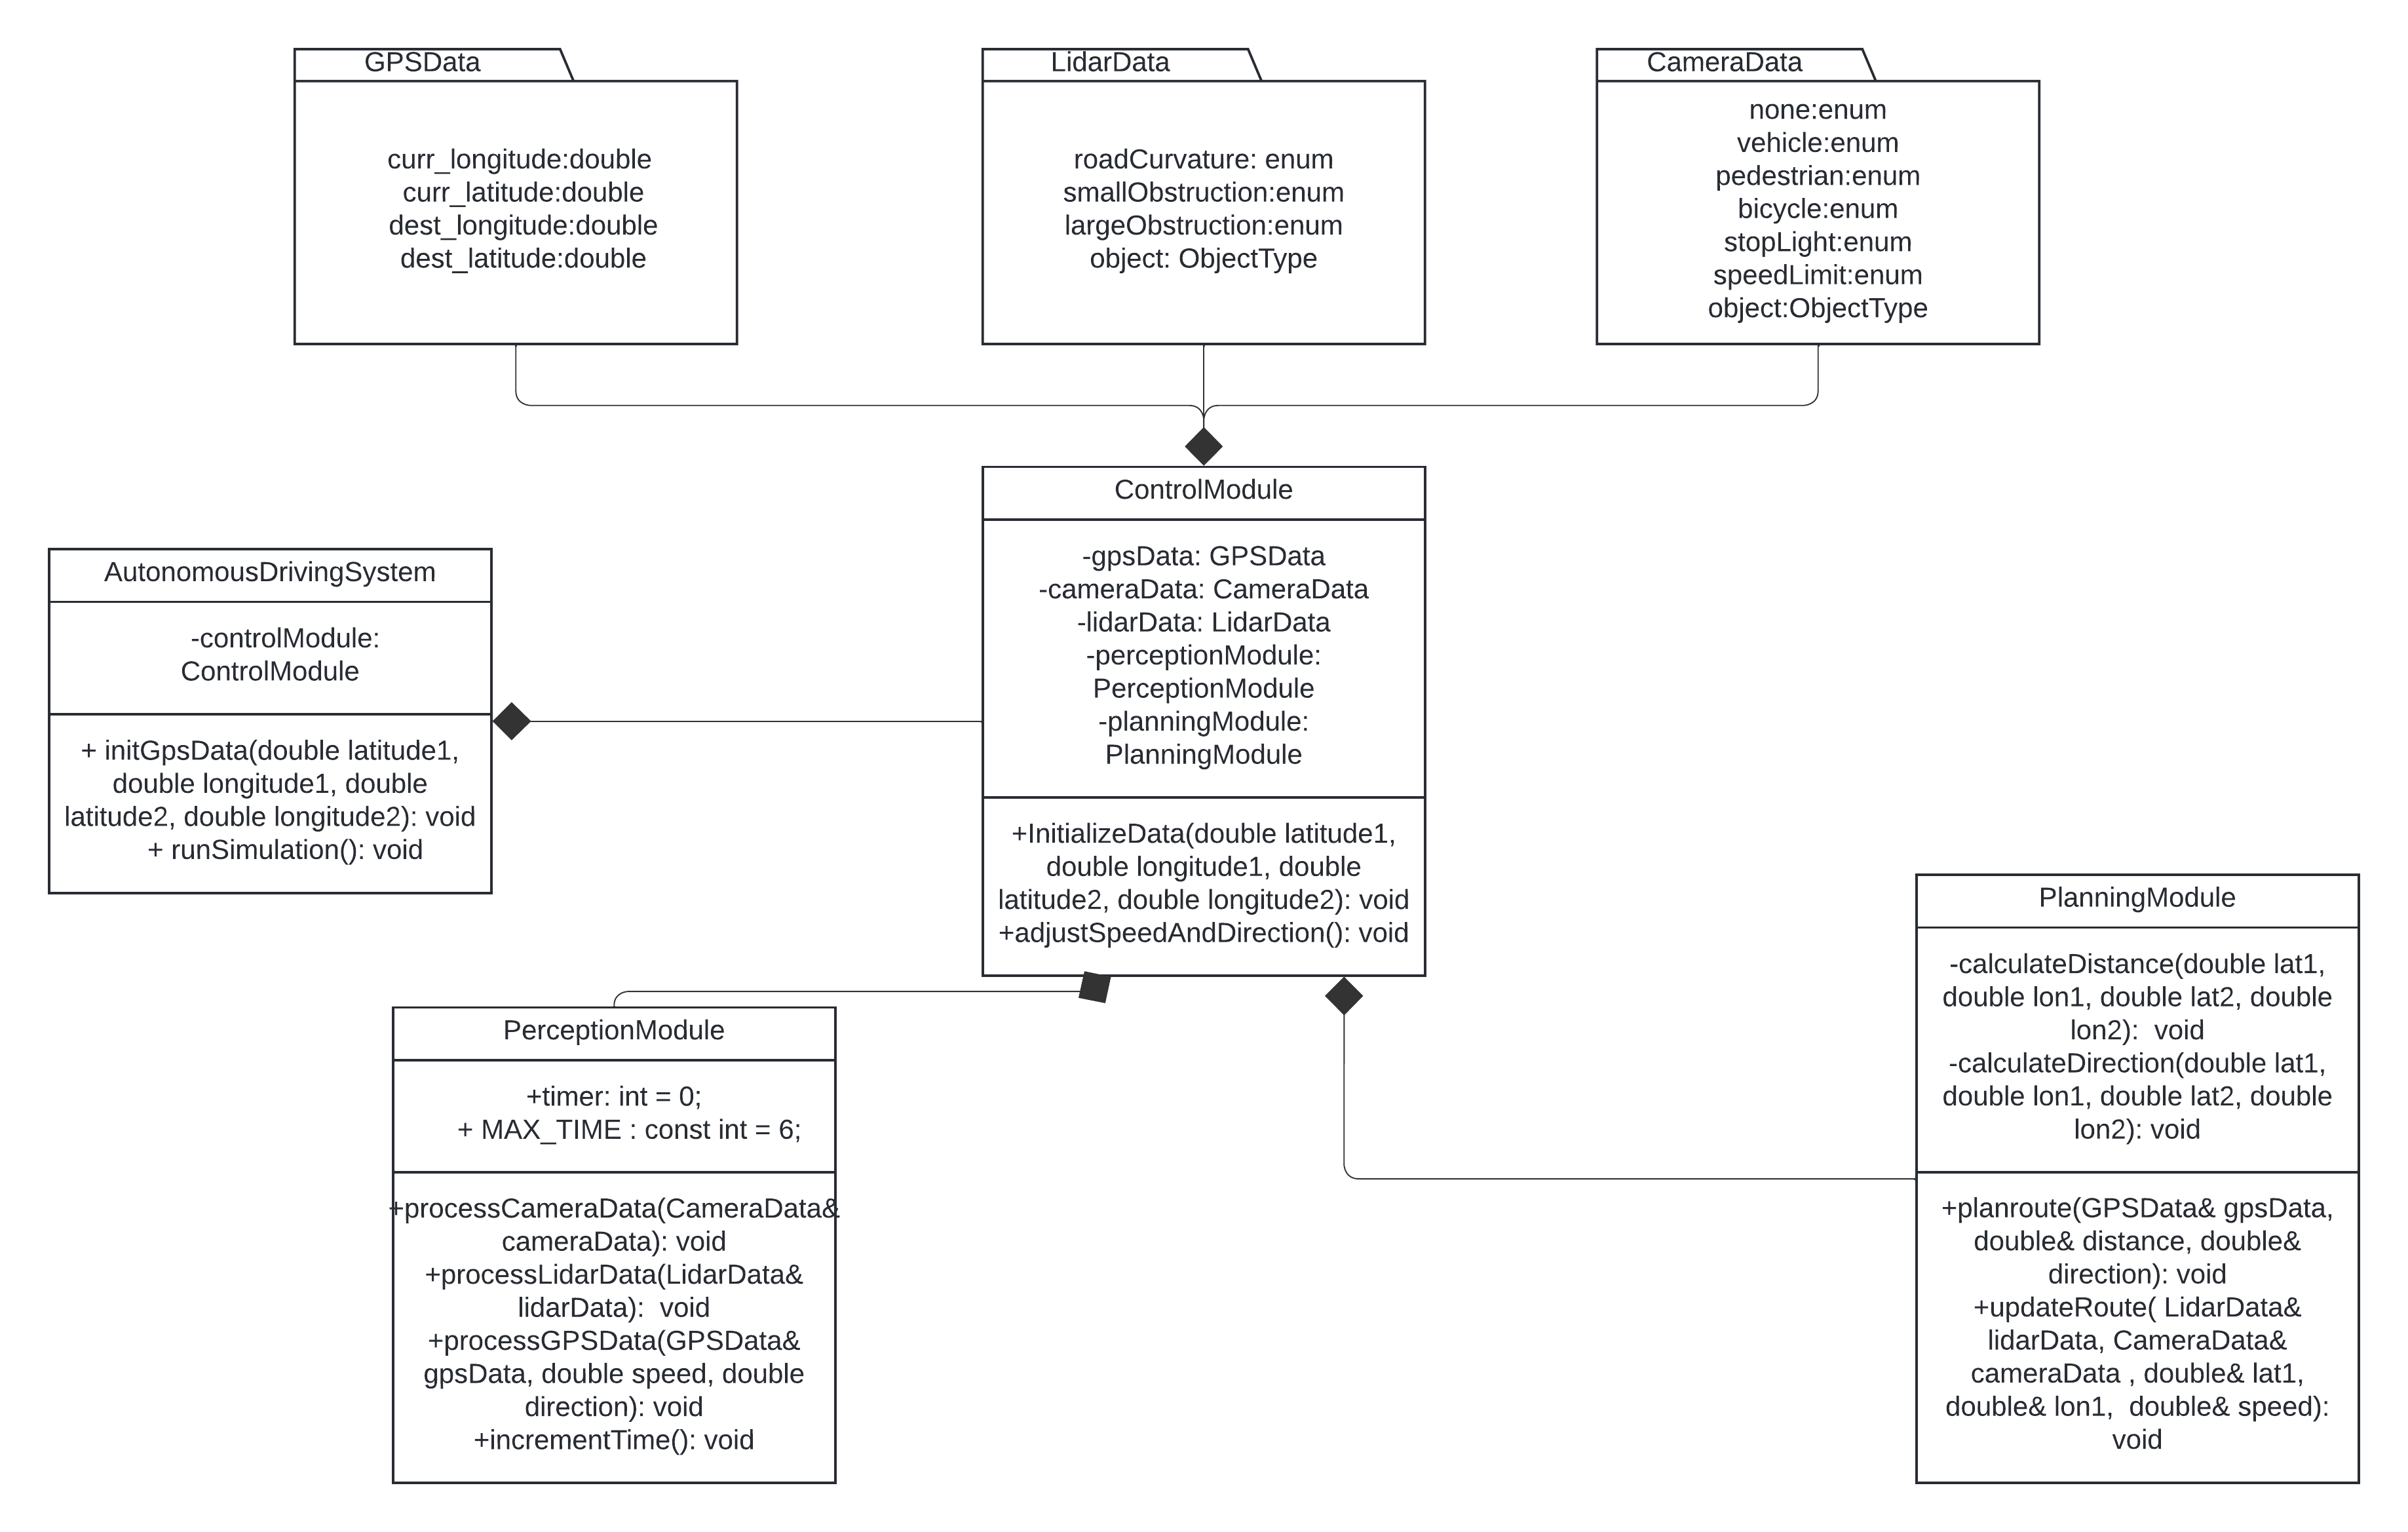 GPSData
curr_longitude:double
curr_latitude:double
dest_longitude:double
dest_latitude:double
LidarData
roadCurvature: enum
smallObstruction:enum
largeObstruction:enum
object: ObjectType
CameraData
none:enum
vehicle:enum
pedestrian:enum
bicycle:enum
stopLight:enum
speedLimit:enum
object:ObjectType
ControlModule
-gpsData: GPSData
-cameraData: CameraData
-lidarData: LidarData
-perceptionModule:
PerceptionModule
-planningModule:
PlanningModule
+InitializeData(double latitude1,
double longitude1, double
latitude2, double longitude2): void
+adjustSpeedAndDirection(): void
AutonomousDrivingSystem
-controlModule:
ControlModule
+ initGpsData(double latitude1,
double longitude1, double
latitude2, double longitude2): void
+ runSimulation(): void
PerceptionModule
+timer: int = 0;
+ MAX_TIME : const int = 6;
+processCameraData(CameraData&
cameraData): void
+processLidarData(LidarData&
lidarData):  void
+processGPSData(GPSData&
gpsData, double speed, double
direction): void
+incrementTime(): void
PlanningModule
-calculateDistance(double lat1,
double lon1, double lat2, double
lon2):  void
-calculateDirection(double lat1,
double lon1, double lat2, double
lon2): void
+planroute(GPSData& gpsData,
double& distance, double&
direction): void
+updateRoute( LidarData&
lidarData, CameraData&
cameraData , double& lat1,
double& lon1,  double& speed):
void